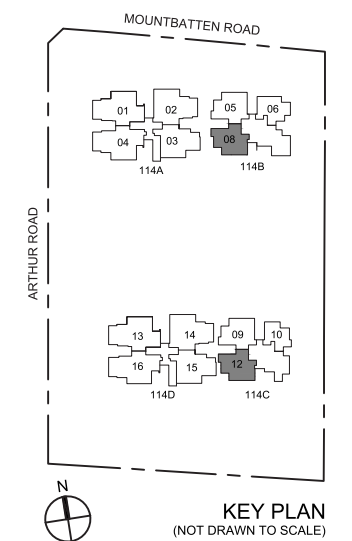 MOUNTBATTEN ROAD
ARTHUR ROAD
01 02 05 06
04 03 08
114A 114B
13 14 09 10
16 15 12
114D 114C
N
KEY PLAN
(NOT DRAWN TO SCALE)